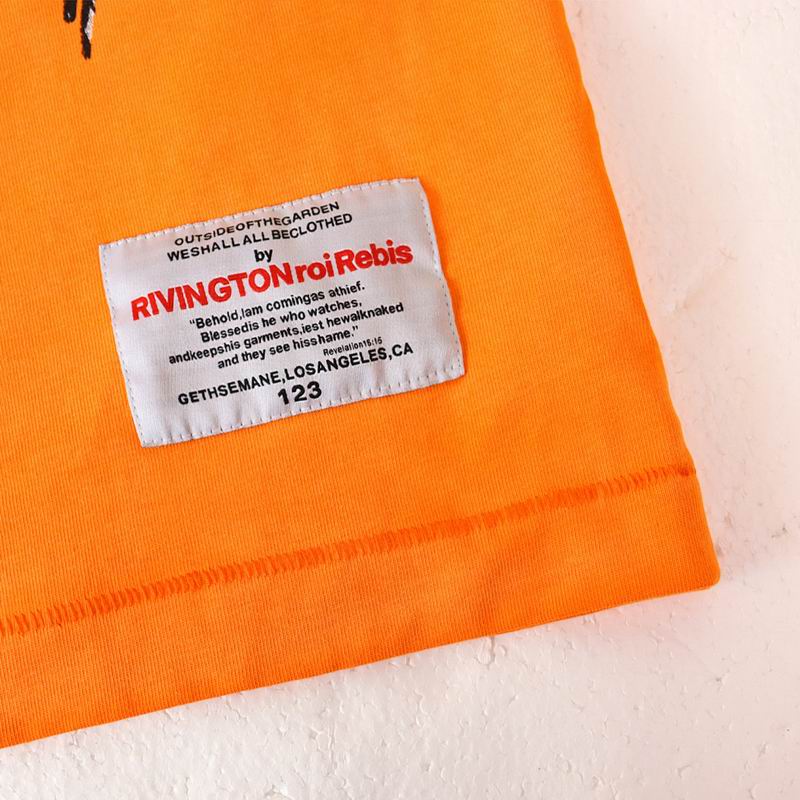 OUTSIDEOFTHEGARDEN
WESHALL ALL BECLOTHED
by
RIVINGTONroiRebis
"Behold,Iam comingas athief.
Blessedis he who watches,
andkeepshis garments,iest hewalknaked
and they see hisshame."
Revelation16:15
GETHSEMANE,LOSANGELES,CA
123